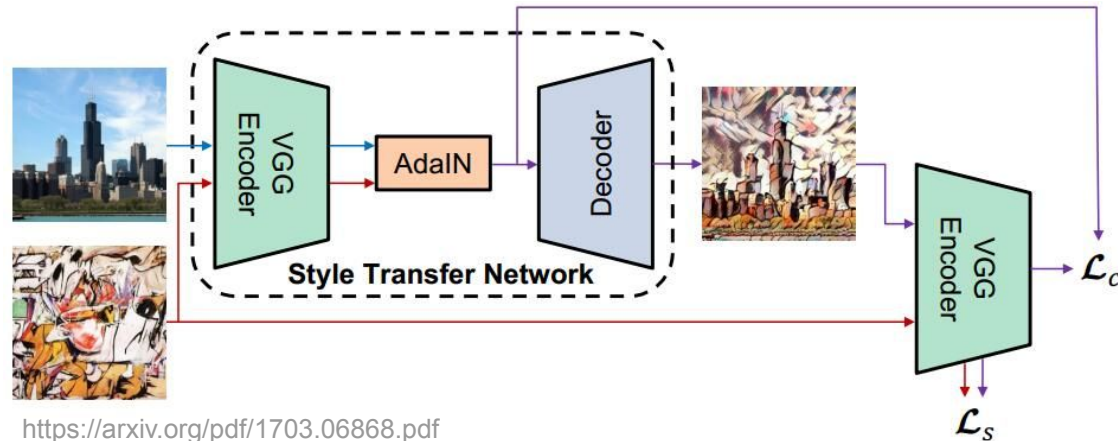 VGG
Encoder
AdaIN
Decoder
Style Transfer Network
VGG
Encoder
ℒc
ℒs
https://arxiv.org/pdf/1703.06868.pdf